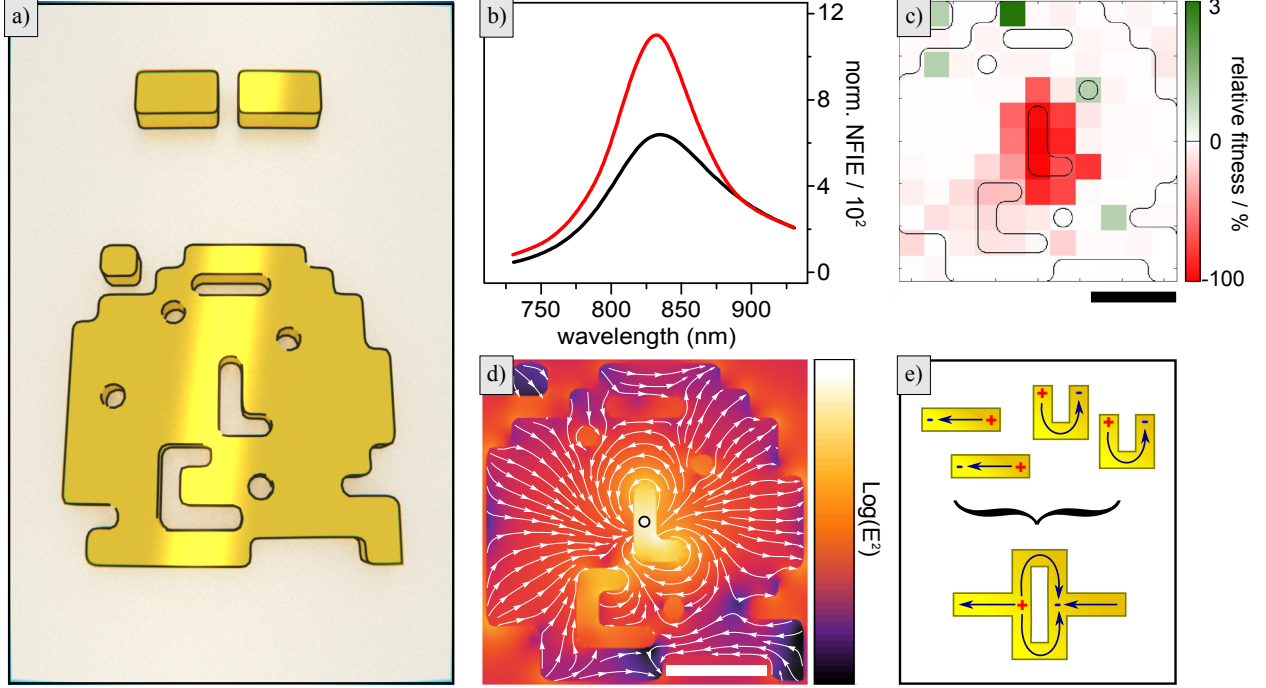 a)
b)
12
8
4
0
norm. NFIE / 10²
750
800
850
900
wavelength (nm)
c)
3
0
-100
relative fitness / %
d)
Log(E²)
e)
- +
+ -
+ -
- +
+ -